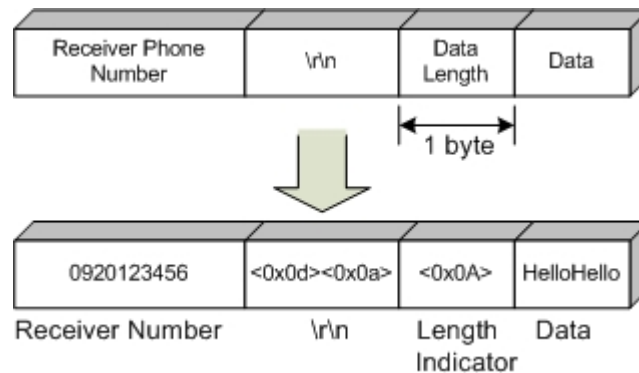 Receiver Phone
Number
\r\n
Data
Length
Data
1 byte
0920123456
<0x0d><0x0a>
<0x0A>
HelloHello
Receiver Number
\r\n
Length
Indicator
Data